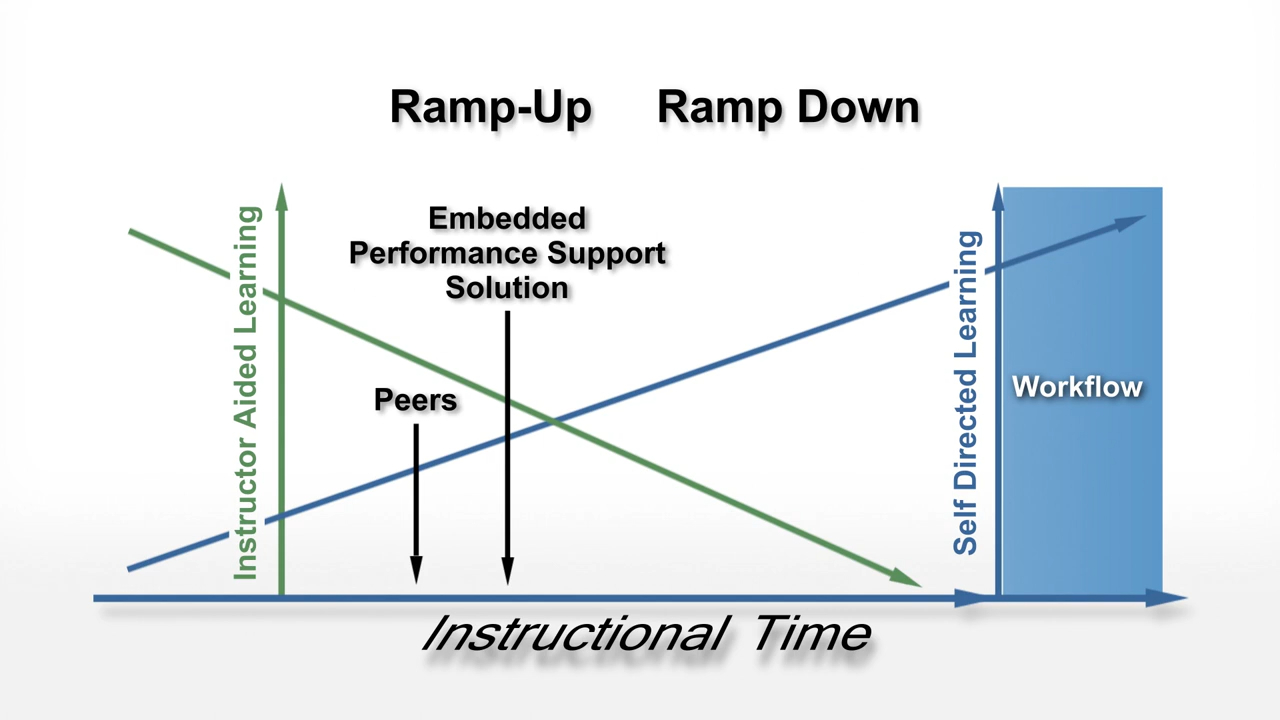 Ramp-Up Ramp Down
Embedded
Performance Support
Solution
Peers
Instructor Aided Learning
Self Directed Learning
Workflow
Instructional Time